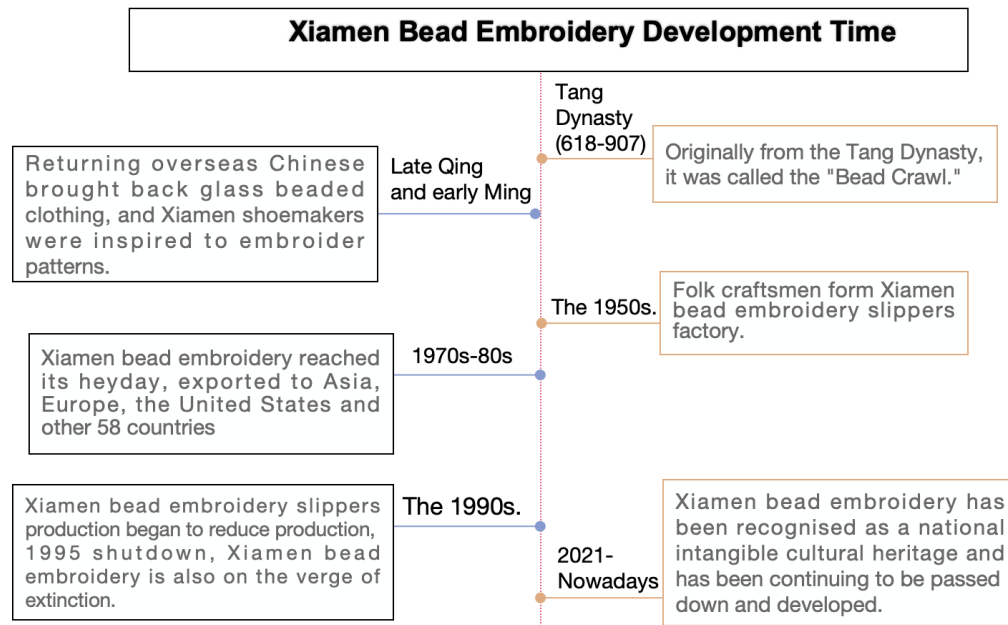 Xiamen Bead Embroidery Development Time
Tang
Dynasty
(618-907)
Originally from the Tang Dynasty,
it was called the "Bead Crawl."
Late Qing
and early Ming
Returning overseas Chinese
brought back glass beaded
clothing, and Xiamen shoemakers
were inspired to embroider
patterns.
The 1950s.
Folk craftsmen form Xiamen
bead embroidery slippers
factory.
1970s-80s
Xiamen bead embroidery reached
its heyday, exported to Asia,
Europe, the United States and
other 58 countries
The 1990s.
Xiamen bead embroidery slippers
production began to reduce production,
1995 shutdown, Xiamen bead
embroidery is also on the verge of
extinction.
2021-
Nowadays
Xiamen bead embroidery has
been recognised as a national
intangible cultural heritage and
has been continuing to be passed
down and developed.